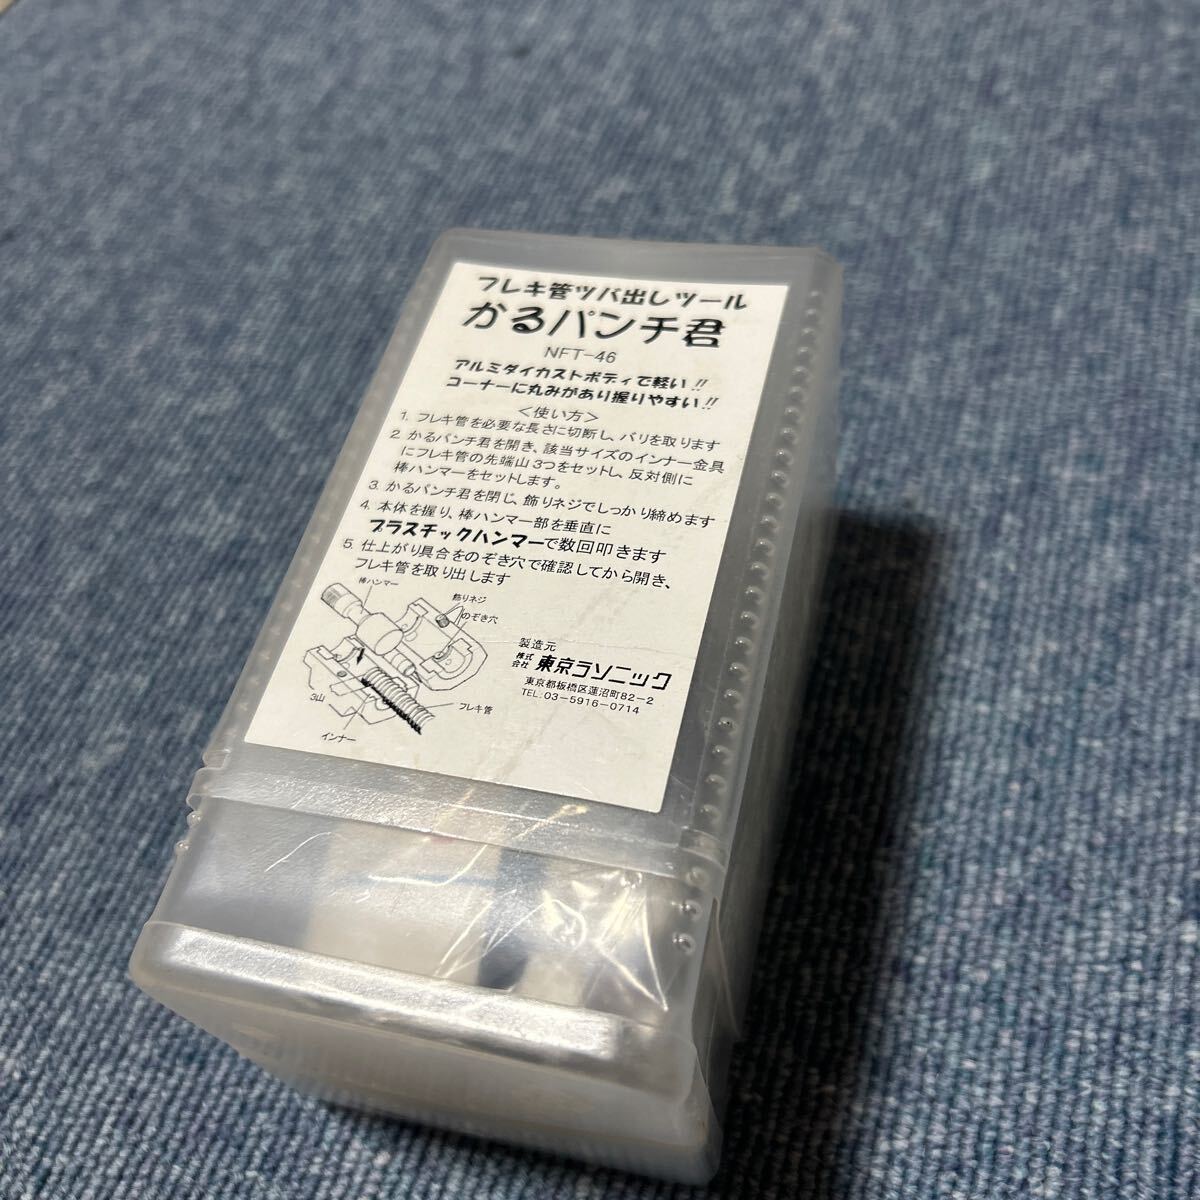 フレキ管ツバ出しツール
かるパンチ君
NFT-46
アルミダイカストボディで軽い!!
コーナーに丸みがあり握りやすい!!
＜使い方＞
1. フレキ管を必要な長さに切断し、バリを取ります
2. かるパンチ君を開き、該当サイズのインナー金具
にフレキ管の先端山3つをセットし、反対側に
棒ハンマーをセットします。
3. かるパンチ君を閉じ、飾りネジでしっかり締めます
4. 本体を握り、棒ハンマー部を垂直に
プラスチックハンマーで数回叩きます
5. 仕上がり具合をのぞき穴で確認してから開き、
フレキ管を取り出します
棒ハンマー
飾りネジ
のぞき穴
3山
インナー
フレキ管
製造元
株式会社 東京ラソニック
東京都板橋区蓮沼町82-2
TEL:03-5916-0714